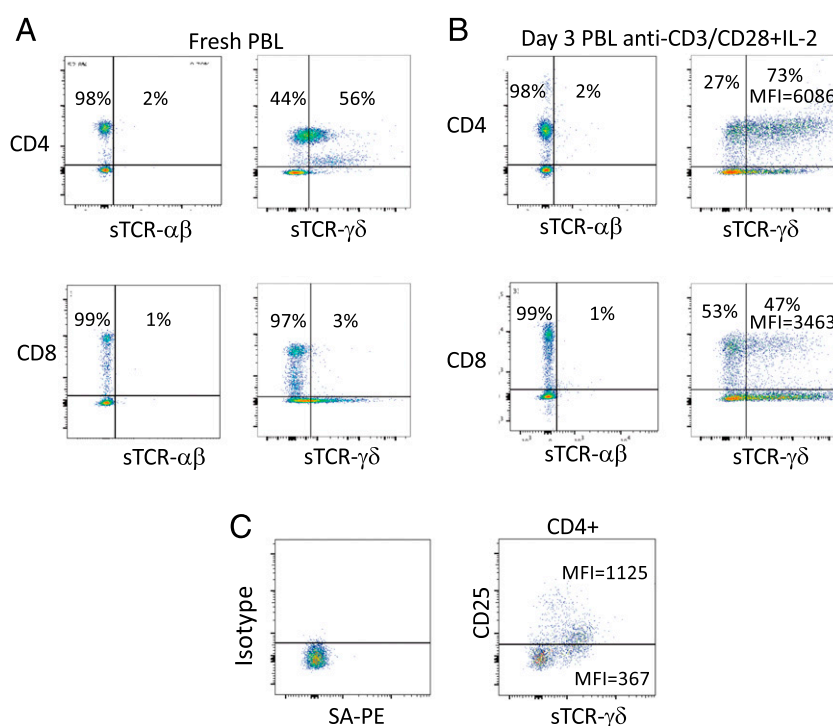 A
Fresh PBL
98%
2%
CD4
sTCR-αβ
44%
56%
sTCR-γδ
99%
1%
CD8
sTCR-αβ
97%
3%
sTCR-γδ
B
Day 3 PBL anti-CD3/CD28+IL-2
98%
2%
CD4
sTCR-αβ
27%
73%
MFI=6086
sTCR-γδ
99%
1%
CD8
sTCR-αβ
53%
47%
MFI=3463
sTCR-γδ
C
Isotype
SA-PE
CD4+
MFI=1125
CD25
MFI=367
sTCR-γδ